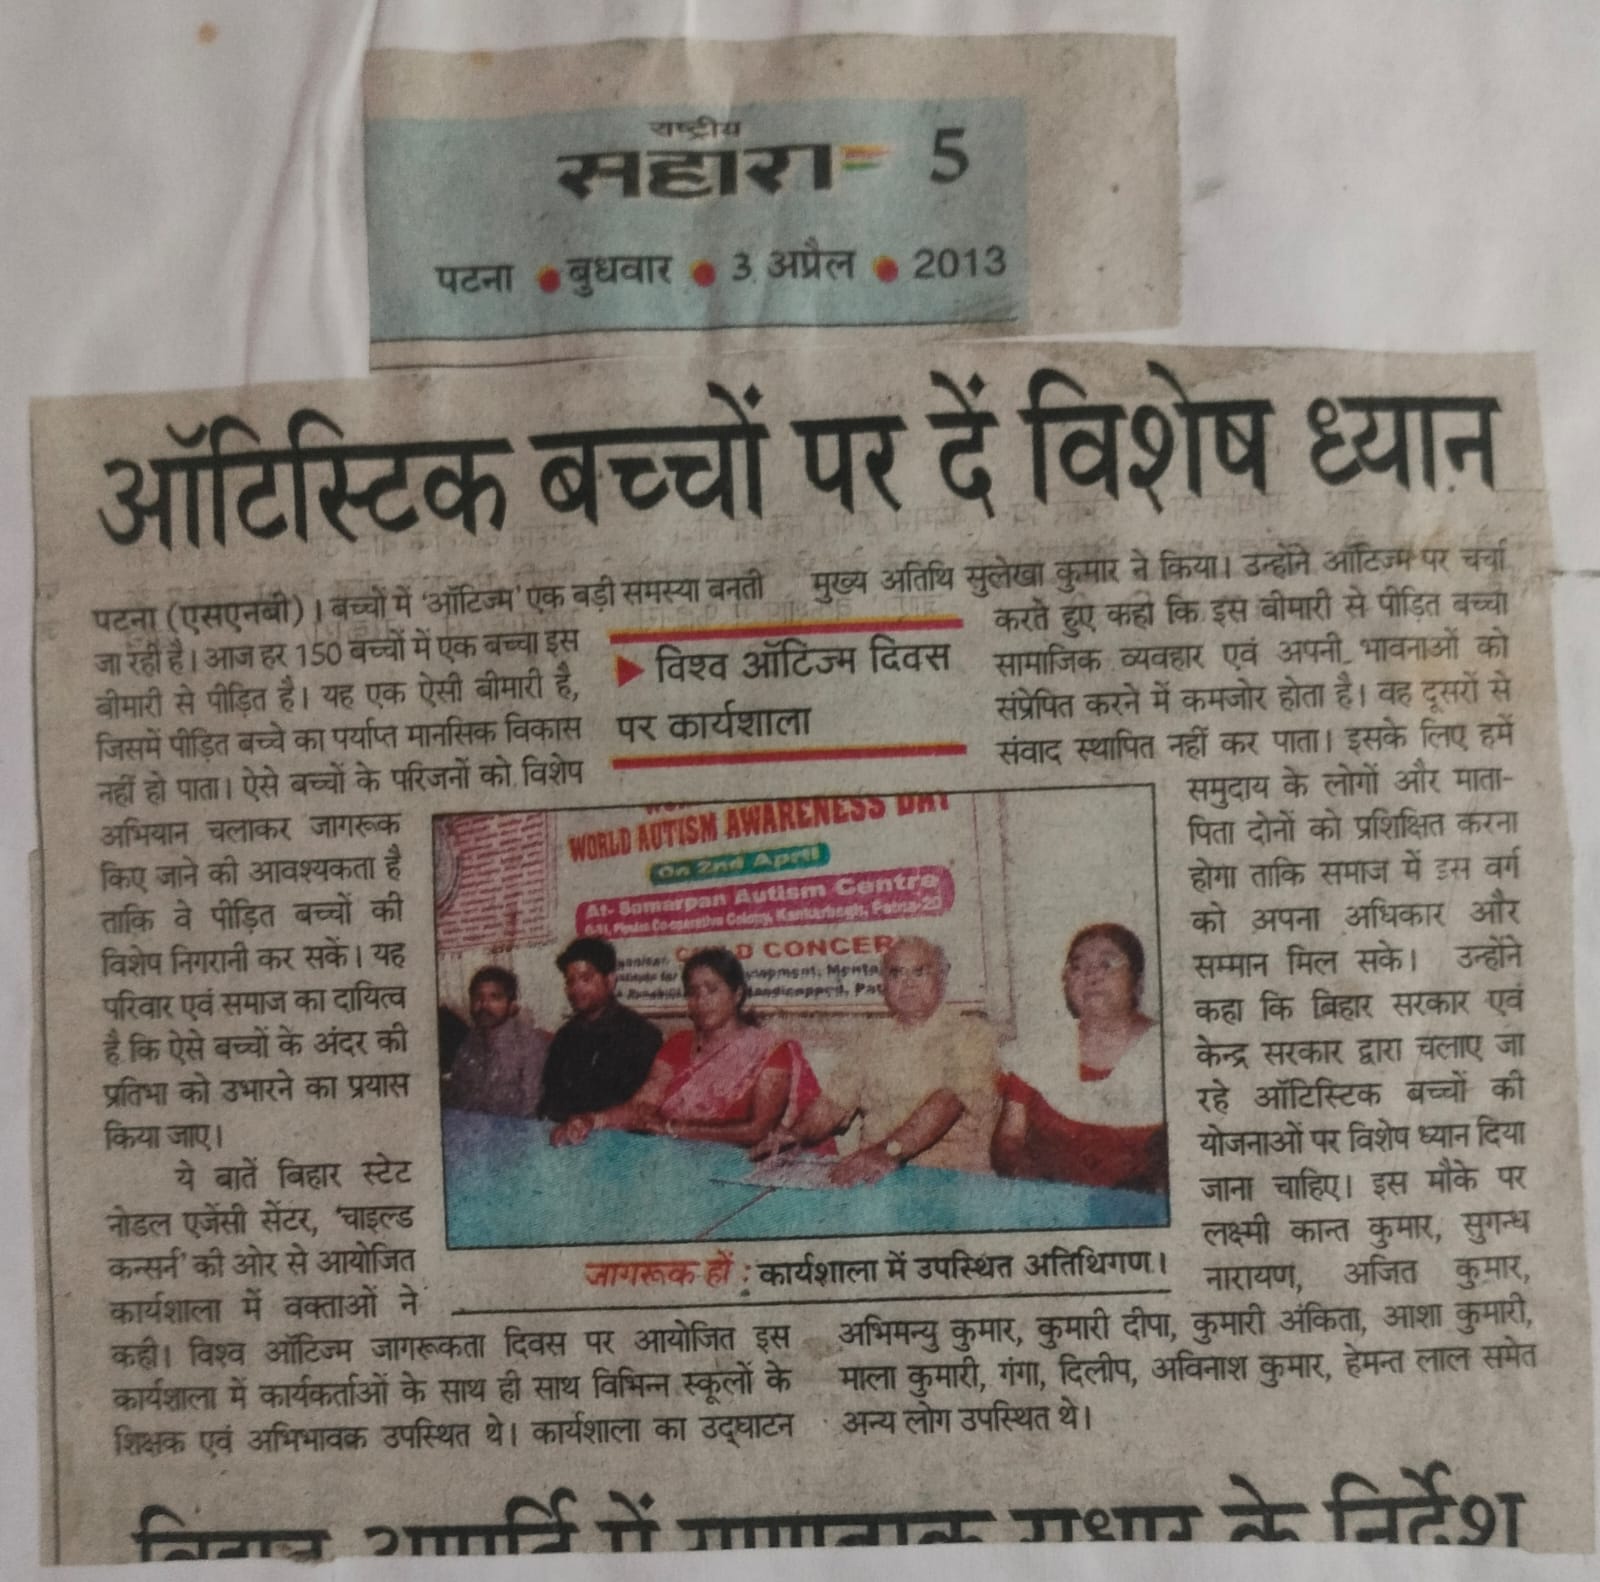 राष्ट्रीय
सहारा 5
पटना • बुधवार • 3 अप्रैल • 2013
ऑटिस्टिक बच्चों पर दें विशेष ध्यान
पटना (एसएनबी)। बच्चों में 'ऑटिज्म' एक बड़ी समस्या बनती
जा रही है। आज हर 150 बच्चों में एक बच्चा इस
बीमारी से पीड़ित है। यह एक ऐसी बीमारी है,
जिसमें पीड़ित बच्चे का पर्याप्त मानसिक विकास
नहीं हो पाता। ऐसे बच्चों के परिजनों को विशेष
अभियान चलाकर जागरूक
किए जाने की आवश्यकता है
ताकि वे पीड़ित बच्चों की
विशेष निगरानी कर सकें। यह
परिवार एवं समाज का दायित्व
है कि ऐसे बच्चों के अंदर की
प्रतिभा को उभारने का प्रयास
किया जाए।
ये बातें बिहार स्टेट
नोडल एजेंसी सेंटर, 'चाइल्ड
कन्सर्न' की ओर से आयोजित
कार्यशाला में वक्ताओं ने
कही। विश्व ऑटिज्म जागरूकता दिवस पर आयोजित इस
कार्यशाला में कार्यकर्ताओं के साथ ही साथ विभिन्न स्कूलों के
शिक्षक एवं अभिभावक उपस्थित थे। कार्यशाला का उद्घाटन
▶ विश्व ऑटिज्म दिवस
पर कार्यशाला
WORLD AUTISM AWARENESS DAY
On 2nd April
At- Samarpan Autism Centre
Colony, Kankarbagh, Patna-20
CONCER
जागरूक हों : कार्यशाला में उपस्थित अतिथिगण।
मुख्य अतिथि सुलेखा कुमार ने किया। उन्होंने ऑटिज्म पर चर्चा
करते हुए कहा कि इस बीमारी से पीड़ित बच्चा
सामाजिक व्यवहार एवं अपनी भावनाओं को
संप्रेषित करने में कमजोर होता है। वह दूसरों से
संवाद स्थापित नहीं कर पाता। इसके लिए हमें
समुदाय के लोगों और माता-
पिता दोनों को प्रशिक्षित करना
होगा ताकि समाज में इस वर्ग
को अपना अधिकार और
सम्मान मिल सके। उन्होंने
कहा कि बिहार सरकार एवं
केन्द्र सरकार द्वारा चलाए जा
रहे ऑटिस्टिक बच्चों की
योजनाओं पर विशेष ध्यान दिया
जाना चाहिए। इस मौके पर
लक्ष्मी कान्त कुमार, सुगन्ध
नारायण, अजित कुमार,
अभिमन्यु कुमार, कुमारी दीपा, कुमारी अंकिता, आशा कुमारी,
माला कुमारी, गंगा, दिलीप, अविनाश कुमार, हेमन्त लाल समेत
अन्य लोग उपस्थित थे।
के निर्देश